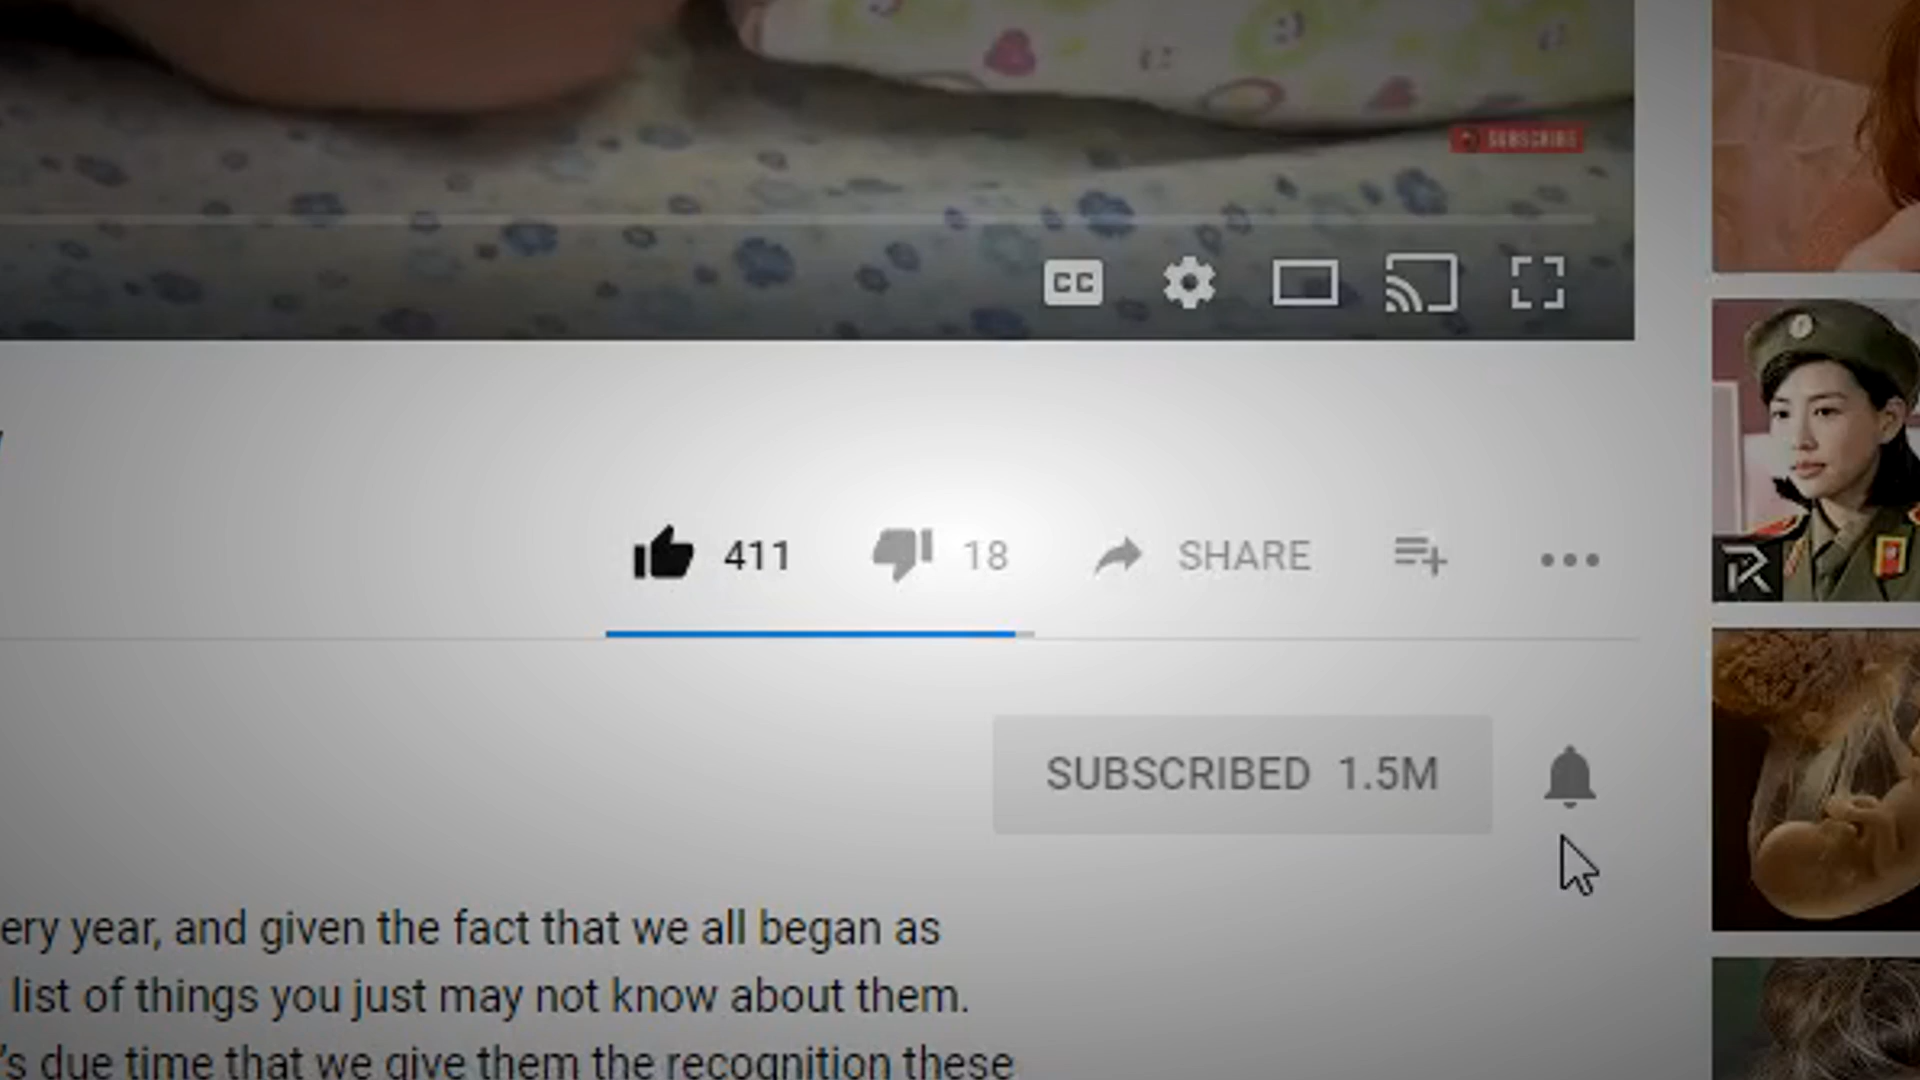 SUBSCRIBE
CC
411 18 SHARE
SUBSCRIBED 1.5M
ery year, and given the fact that we all began as
list of things you just may not know about them.
's due time that we give them the recognition these